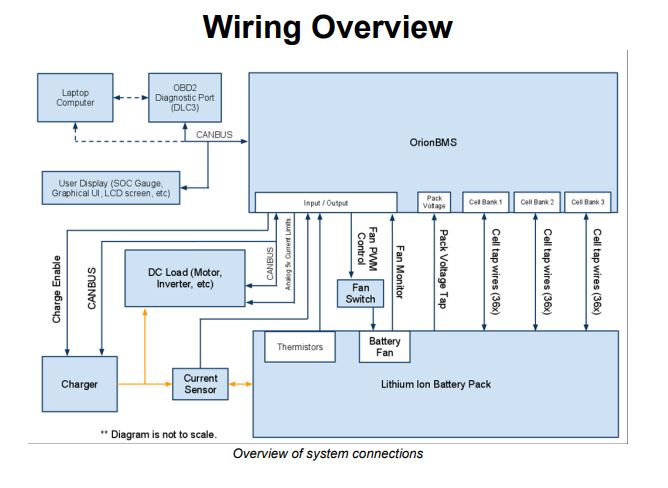 Wiring Overview
Laptop
Computer
OBD2
Diagnostic Port
(DLC3)
CANBUS
OrionBMS
User Display (SOC Gauge,
Graphical UI, LCD screen, etc)
Input / Output
Pack
Voltage
Cell Bank 1
Cell Bank 2
Cell Bank 3
Charge Enable
CANBUS
DC Load (Motor,
Inverter, etc)
CANBUS
Analog 5v Current Limits
Fan PWM
Control
Fan Monitor
Pack Voltage Tap
Cell tap wires (36x)
Cell tap wires (36x)
Cell tap wires (36x)
Fan
Switch
Thermistors
Battery
Fan
Charger
Current
Sensor
Lithium Ion Battery Pack
** Diagram is not to scale.
Overview of system connections